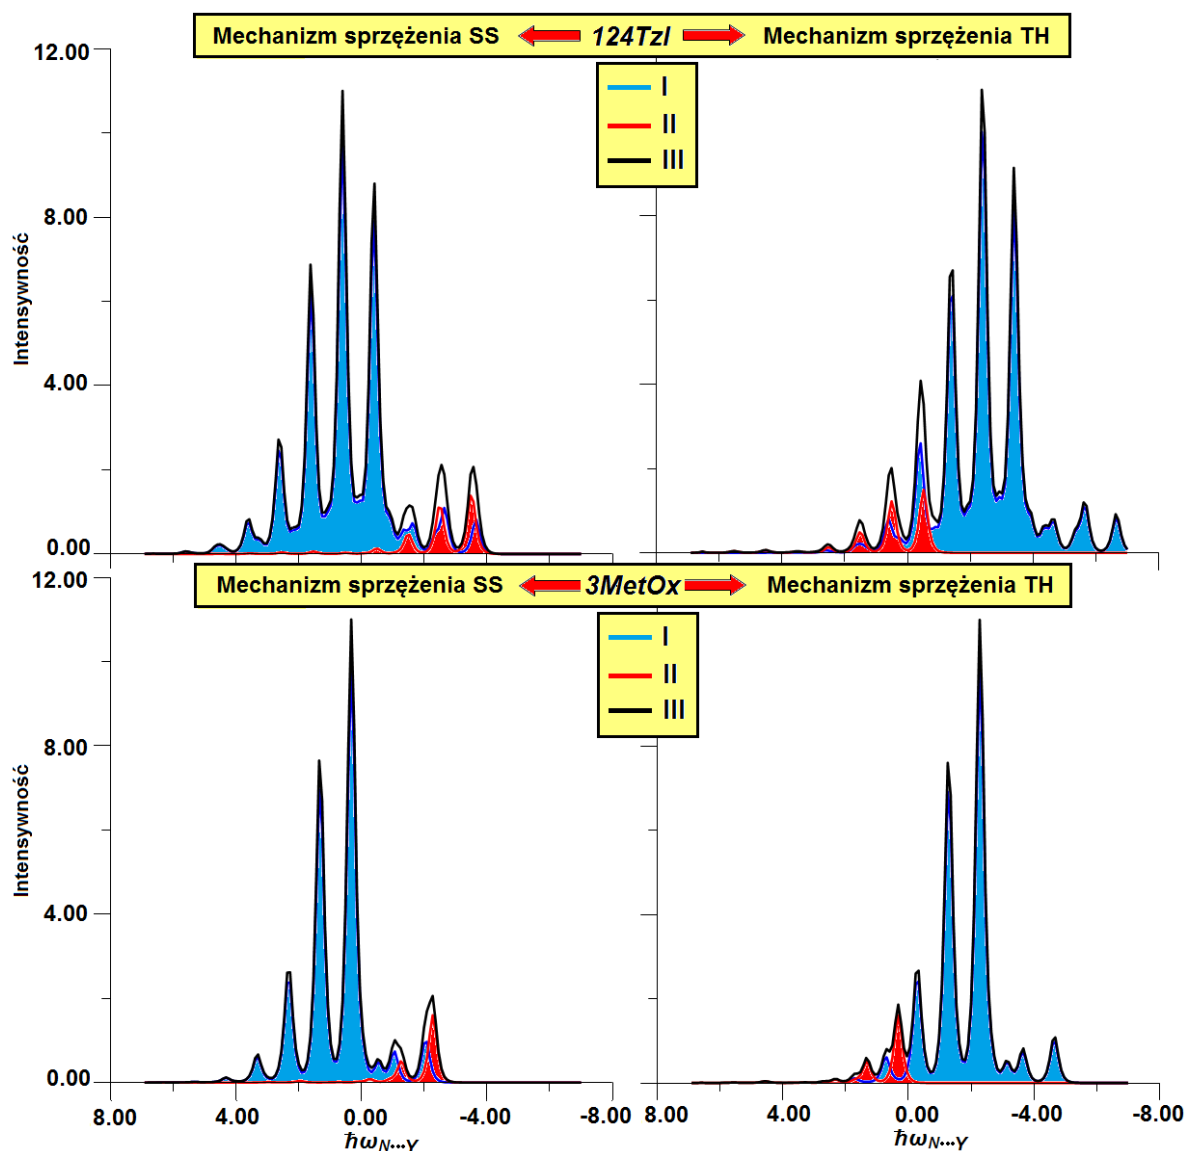 Mechanizm sprzężenia SS 124Tzl Mechanizm sprzężenia TH
12.00
I
II
III
8.00
Intensywność
4.00
0.00
Mechanizm sprzężenia SS 3MetOx Mechanizm sprzężenia TH
12.00
I
II
III
8.00
Intensywność
4.00
0.00
8.00 4.00 0.00 -4.00 -8.00 8.00 4.00 0.00 -4.00 -8.00
ħω_N...Y ħω_N...Y